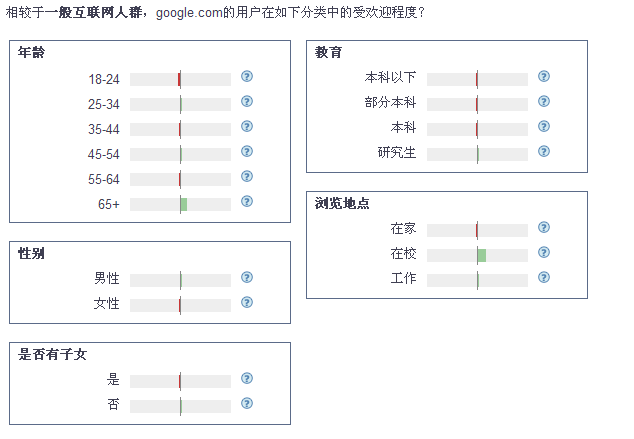 相较于一般互联网人群，google.com的用户在如下分类中的受欢迎程度？
年龄
18-24
25-34
35-44
45-54
55-64
65+
性别
男性
女性
是否有子女
是
否
教育
本科以下
部分本科
本科
研究生
浏览地点
在家
在校
工作